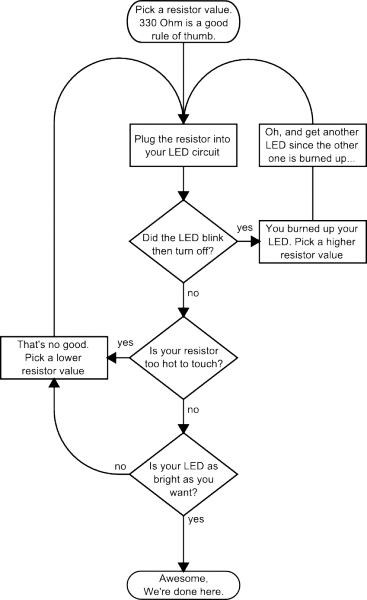 Pick a resistor value.
330 Ohm is a good
rule of thumb.
Plug the resistor into
your LED circuit
Oh, and get another
LED since the other
one is burned up...
Did the LED blink
then turn off?
yes
You burned up your
LED. Pick a higher
resistor value
no
Is your resistor
too hot to touch?
yes
That's no good.
Pick a lower
resistor value
no
Is your LED as
bright as you
want?
no
yes
Awesome,
We're done here.